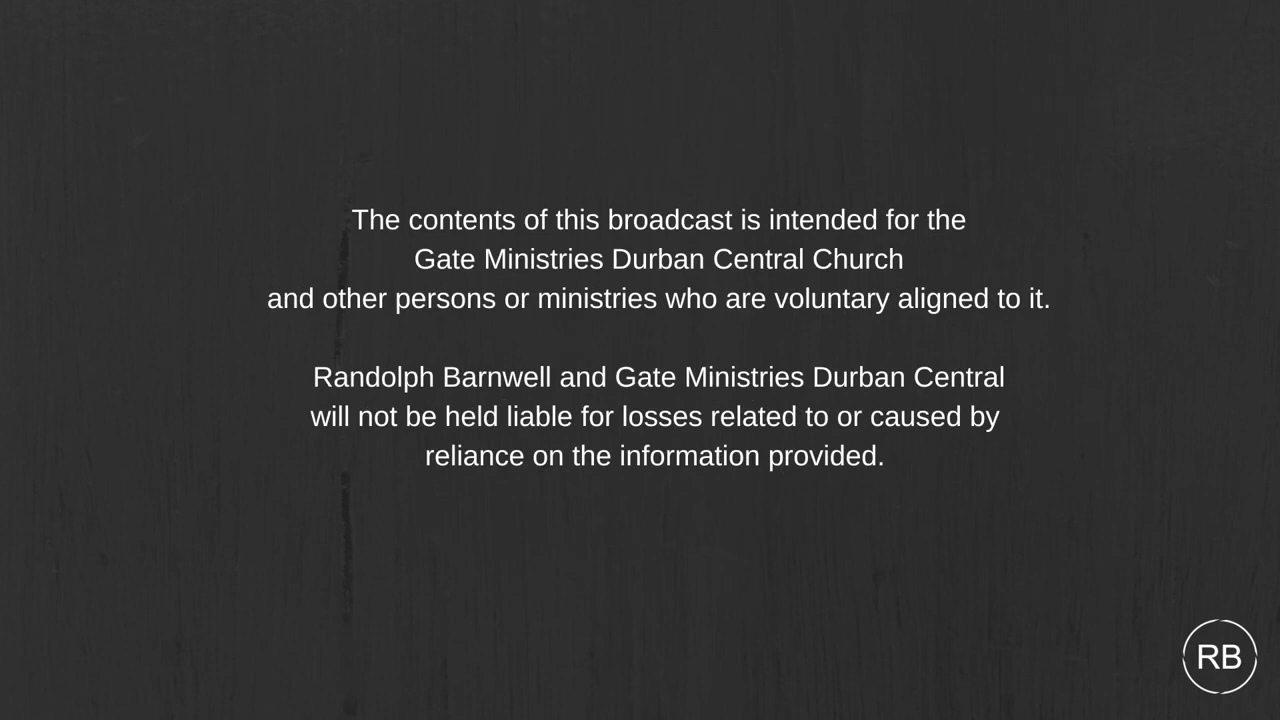 The contents of this broadcast is intended for the
Gate Ministries Durban Central Church
and other persons or ministries who are voluntary aligned to it.
Randolph Barnwell and Gate Ministries Durban Central
will not be held liable for losses related to or caused by
reliance on the information provided.
RB